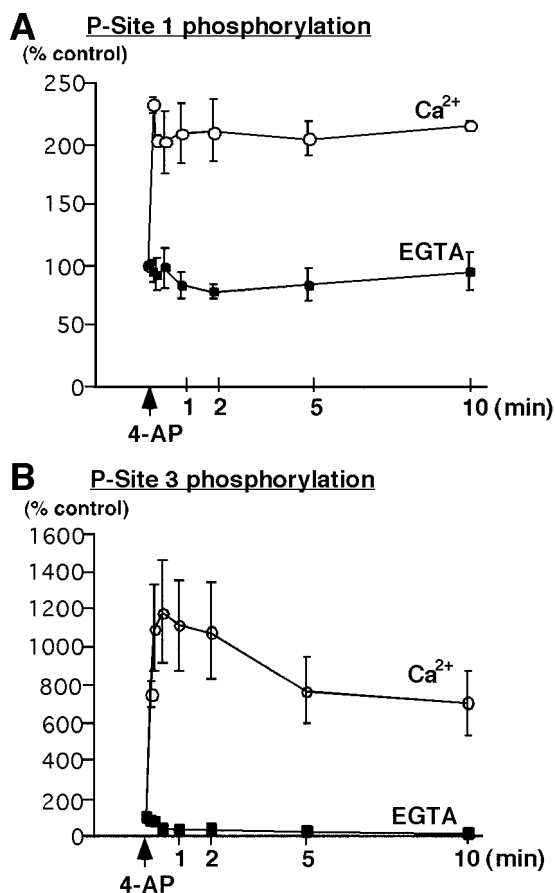 A P-Site 1 phosphorylation
(% control)
250
200
150
100
50
0
Ca2+
EGTA
1 2 5 10 (min)
4-AP
B P-Site 3 phosphorylation
(% control)
1600
1400
1200
1000
800
600
400
200
0
Ca2+
EGTA
1 2 5 10 (min)
4-AP